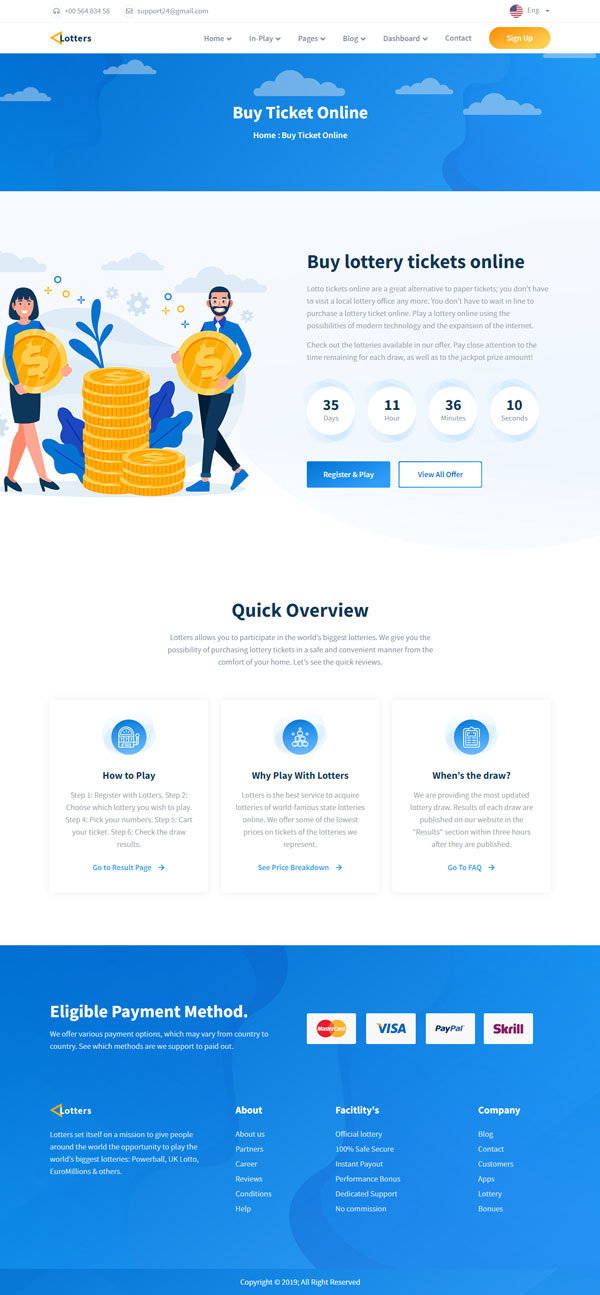 +00 564 834 58 support24@gmail.com Eng
Lotters Home In-Play Pages Blog Dashboard Contact Sign Up
Buy Ticket Online
Home : Buy Ticket Online
Buy lottery tickets online
Lotto tickets online are a great alternative to paper tickets; you don't have
to visit a local lottery office any more. You don't have to wait in line to
purchase a lottery ticket online. Play a lottery online using the
possibilities of modern technology and the expansion of the internet.
Check out the lotteries available in our offer. Pay close attention to the
time remaining for each draw, as well as to the jackpot prize amount!
35 11 36 10
Days Hour Minutes Seconds
Register & Play View All Offer
Quick Overview
Lotters allows you to participate in the world's biggest lotteries. We give you the
possibility of purchasing lottery tickets in a safe and convenient manner from the
comfort of your home. Let's see the quick reviews.
How to Play
Step 1: Register with Lotters. Step 2:
Choose which lottery you wish to play.
Step 4: Pick your numbers. Step 5: Cart
your ticket. Step 6: Check the draw
results.
Go to Result Page
Why Play With Lotters
Lotters is the best service to acquire
lotteries of world-famous state lotteries
online. We offer some of the lowest
prices on tickets of the lotteries we
represent.
See Price Breakdown
When's the draw?
We are providing the most updated
lottery draw. Results of each draw are
published on our website in the
"Results" section within three hours
after they are published.
Go To FAQ
Eligible Payment Method.
We offer various payment options, which may vary from country to
country. See which methods are we support to paid out.
MasterCard VISA PayPal Skrill
Lotters
Lotters set itself on a mission to give people
around the world the opportunity to play the
world's biggest lotteries: Powerball, UK Lotto,
EuroMillions & others.
About
About us
Partners
Career
Reviews
Conditions
Help
Facitlity's
Official lottery
100% Safe Secure
Instant Payout
Performance Bonus
Dedicated Support
No commission
Company
Blog
Contact
Customers
Apps
Lottery
Bonues
Copyright © 2019; All Right Reserved